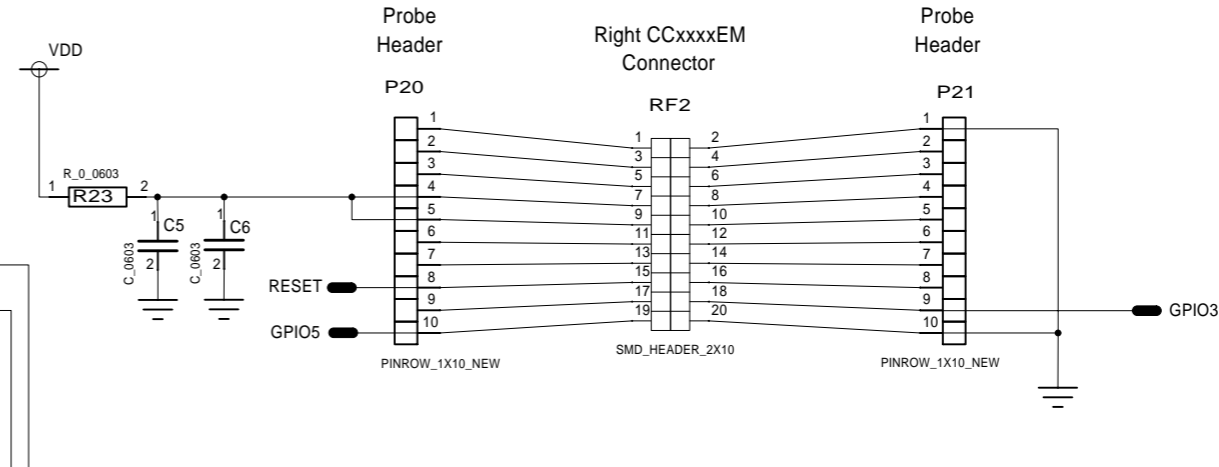 Probe
Header
P20
Right CCxxxxEM
Connector
RF2
Probe
Header
P21
VDD
R_0_0603
1 R23 2
1 C5
C_0603
2
1 C6
C_0603
2
RESET
GPIO5
1
2
3
4
5
6
7
8
9
10
PINROW_1X10_NEW
1 2
3 4
5 6
7 8
9 10
11 12
13 14
15 16
17 18
19 20
SMD_HEADER_2X10
1
2
3
4
5
6
7
8
9
10
PINROW_1X10_NEW
GPIO3